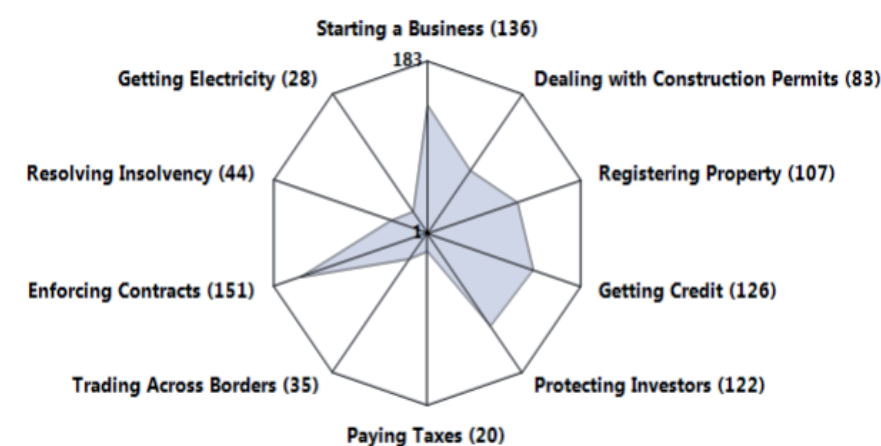 Starting a Business (136)
183
Getting Electricity (28)
Dealing with Construction Permits (83)
Resolving Insolvency (44)
Registering Property (107)
1
Enforcing Contracts (151)
Getting Credit (126)
Trading Across Borders (35)
Protecting Investors (122)
Paying Taxes (20)